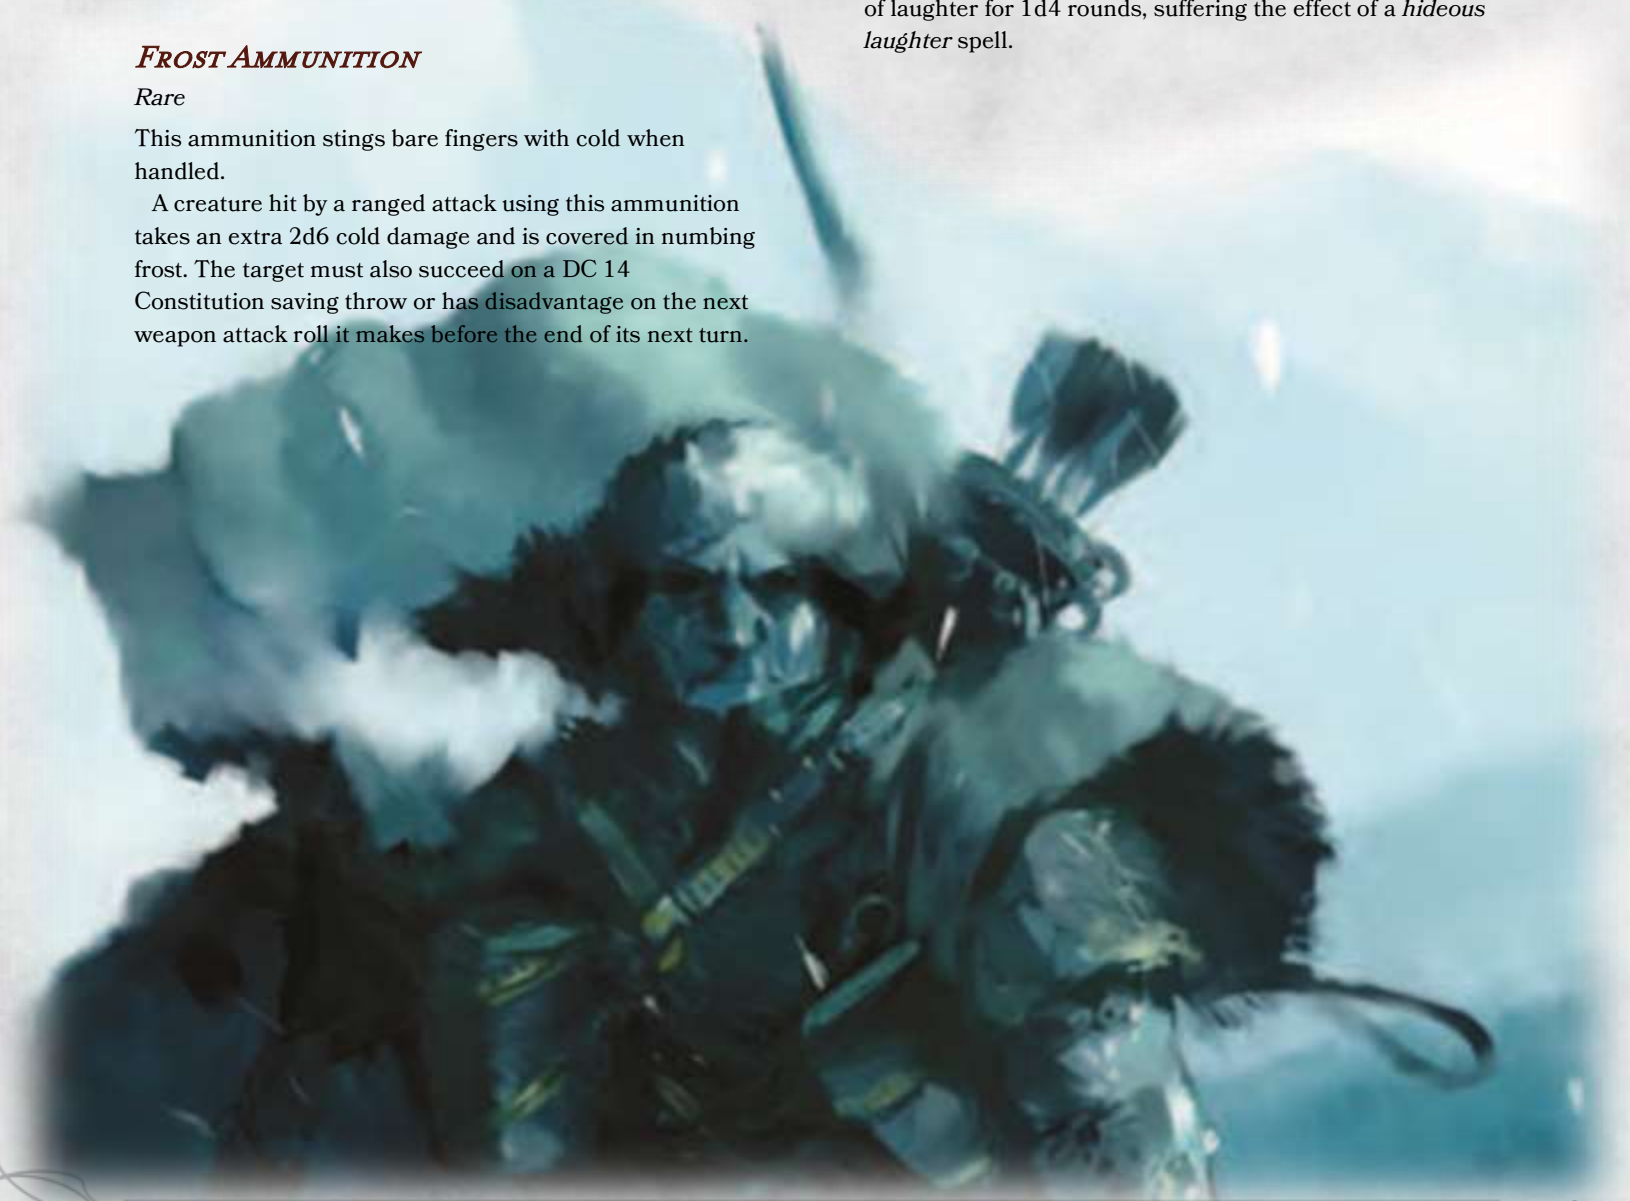 FROST AMMUNITION
Rare
This ammunition stings bare fingers with cold when
handled.
A creature hit by a ranged attack using this ammunition
takes an extra 2d6 cold damage and is covered in numbing
frost. The target must also succeed on a DC 14
Constitution saving throw or has disadvantage on the next
weapon attack roll it makes before the end of its next turn.
of laughter for 1d4 rounds, suffering the effect of a hideous
laughter spell.